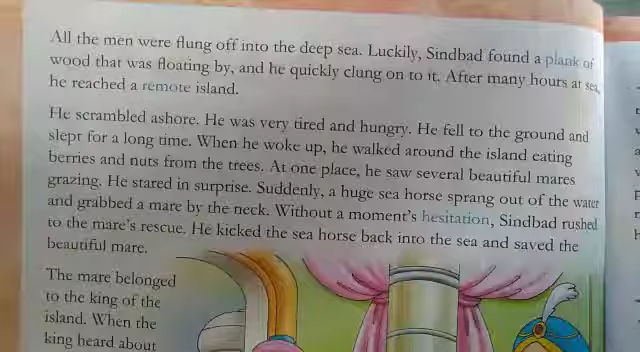 All the men were flung off into the deep sea. Luckily, Sindbad found a plank of
wood that was floating by, and he quickly clung on to it. After many hours at sea,
he reached a remote island.
He scrambled ashore. He was very tired and hungry. He fell to the ground and
slept for a long time. When he woke up, he walked around the island eating
berries and nuts from the trees. At one place, he saw several beautiful mares
grazing. He stared in surprise. Suddenly, a huge sea horse sprang out of the water
and grabbed a mare by the neck. Without a moment's hesitation, Sindbad rushed
to the mare's rescue. He kicked the sea horse back into the sea and saved the
beautiful mare.
The mare belonged
to the king of the
island. When the
king heard about